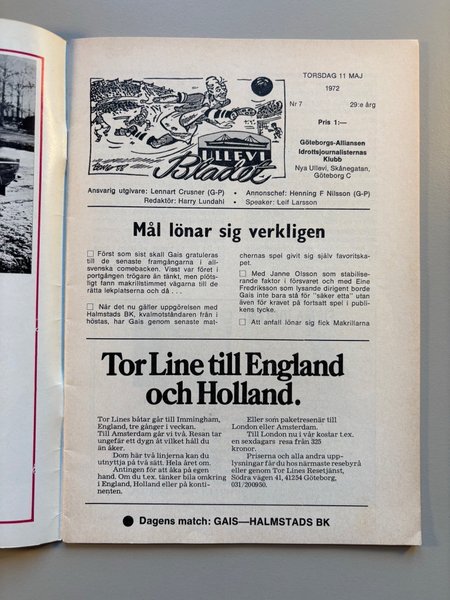 TORSDAG 11 MAJ
1972
Nr 7 29:e årg
Pris 1:—
Göteborgs-Alliansen
Idrottsjournalisternas
Klubb
Nya Ullevi, Skånegatan,
Göteborg C
ULLEVI
Bladet
Ansvarig utgivare: Lennart Crusner (G-P) • Annonschef: Henning F Nilsson (G-P)
Redaktör: Harry Lundahl • Speaker: Leif Larsson
Mål lönar sig verkligen
Först som sist skall Gais gratuleras
till de senaste framgångarna i all-
svenska comebacken. Visst var föret i
portgången trögare än tänkt, men plöts-
ligt fann makrillstimmet vägarna till de
rätta lekplatserna och då . . .
När det nu gäller uppgörelsen med
Halmstads BK, kvalmotståndaren från i
höstas, har Gais genom senaste mat-
chernas spel givit sig själv favoritska-
pet.
Med Janne Olsson som stabilise-
rande faktor i försvaret och med Eine
Fredriksson som lysande dirigent borde
Gais inte bara stå för "säker etta" utan
även för kravet på fortsatt spel i publi-
kens tycke.
Att anfall lönar sig fick Makrillarna
Tor Line till England
och Holland.
Tor Lines båtar går till Immingham,
England, tre gånger i veckan.
Till Amsterdam går vi två. Resan tar
ungefär ett dygn åt vilket håll du
än åker.
Dom här två linjerna kan du
utnyttja på två sätt. Hela året om.
Antingen för att åka på egen
hand. Om du t.ex. tänker bila omkring
i England, Holland eller på konti-
nenten.
Eller som paketresenär till
London eller Amsterdam.
Till London nu i vår kostar t.ex.
en sexdagars resa från 325
kronor.
Priserna och alla andra upp-
lysningar får du hos närmaste resebyrå
eller genom Tor Lines Resetjänst,
Södra vägen 41, 41254 Göteborg,
031/200950.
● Dagens match: GAIS—HALMSTADS BK